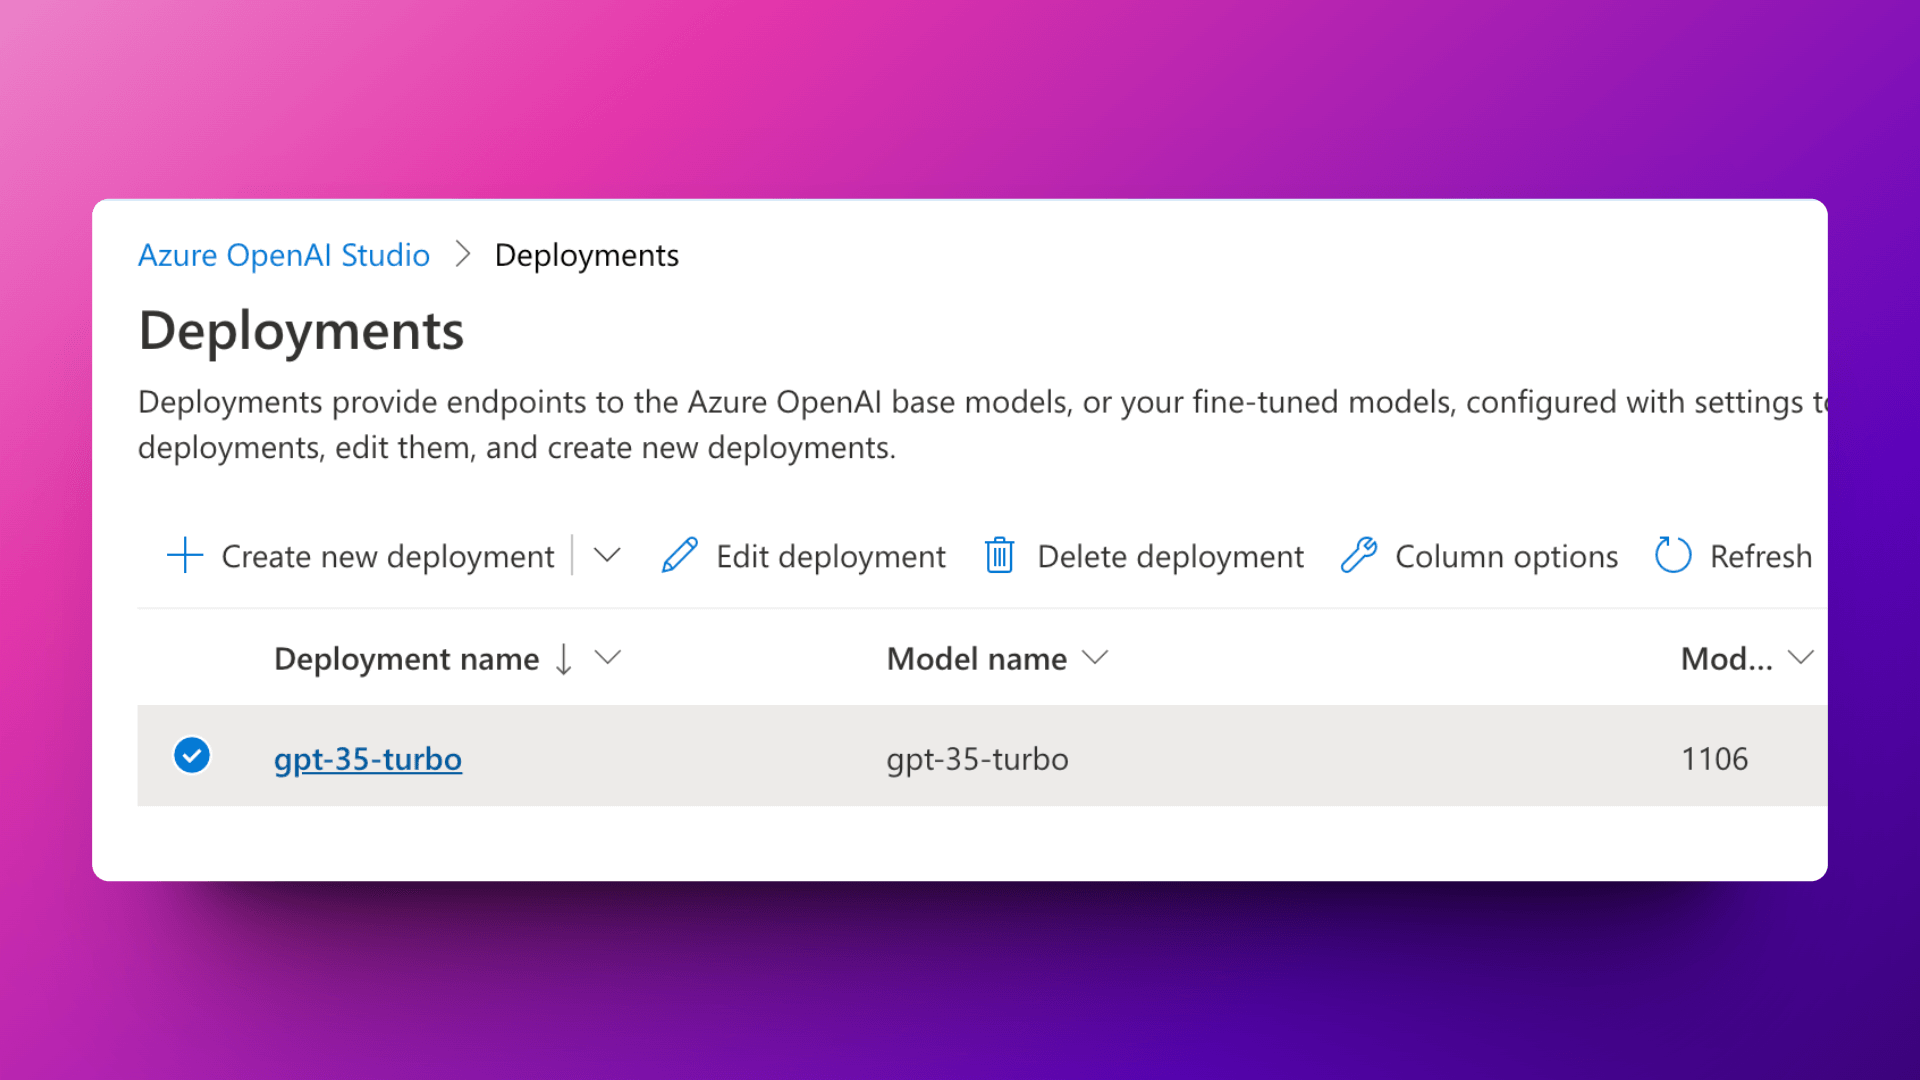 Azure OpenAI Studio > Deployments
Deployments
Deployments provide endpoints to the Azure OpenAI base models, or your fine-tuned models, configured with settings
deployments, edit them, and create new deployments.
Create new deployment Edit deployment Delete deployment Column options Refresh
Deployment name Model name Mod...
gpt-35-turbo gpt-35-turbo 1106